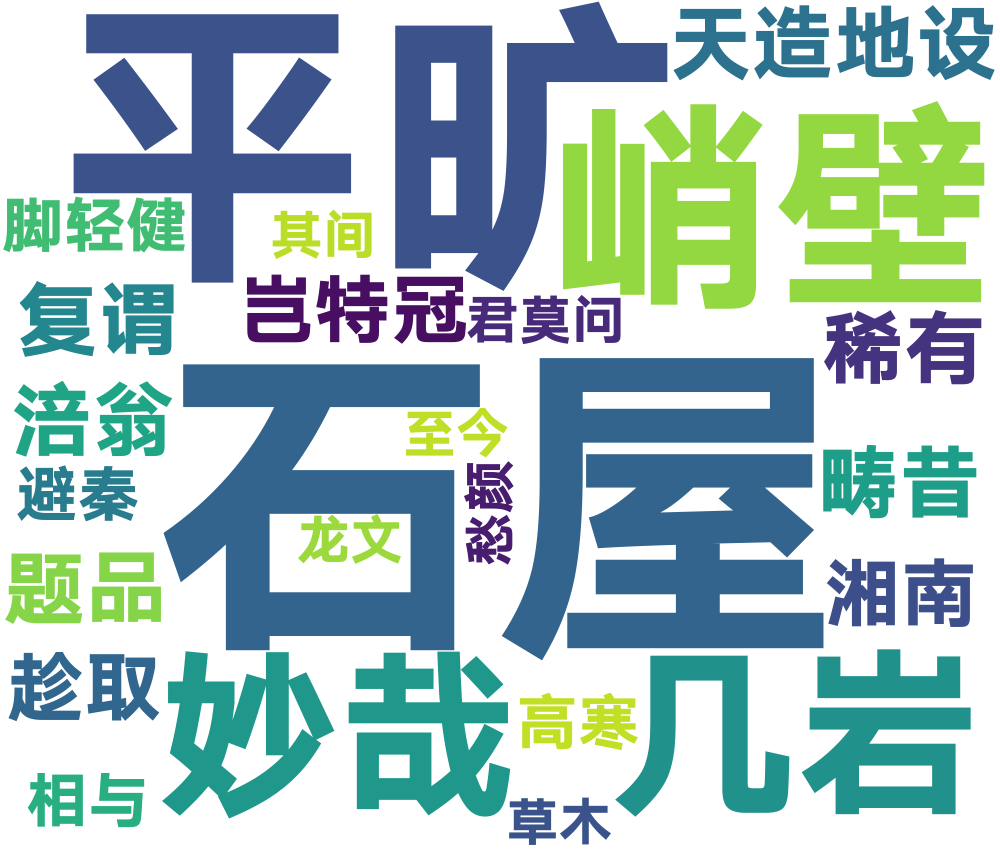 平旷
天造地设
峭壁
脚轻健
其间
岂特冠
君莫问
复谓
稀有
石屋
涪翁
至今
愁颜
畴昔
避秦
龙文
题品
湘南
趁取
妙哉
几岩
高寒
相与
草木